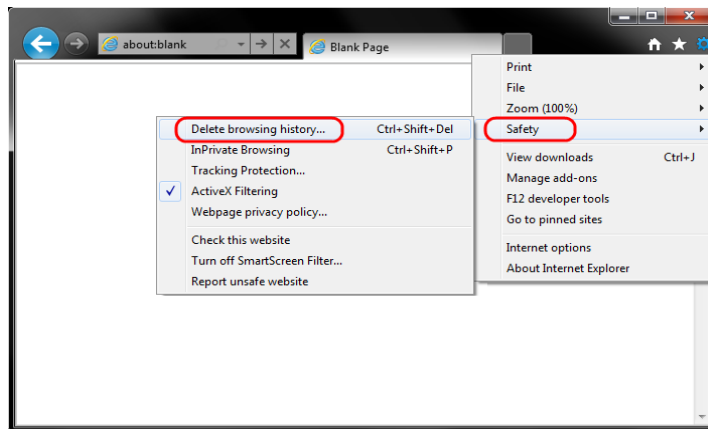 about:blank
Blank Page
Print
File
Zoom (100%)
Safety
View downloads Ctrl+J
Manage add-ons
F12 developer tools
Go to pinned sites
Internet options
About Internet Explorer
Delete browsing history... Ctrl+Shift+Del
InPrivate Browsing Ctrl+Shift+P
Tracking Protection...
ActiveX Filtering
Webpage privacy policy...
Check this website
Turn off SmartScreen Filter...
Report unsafe website